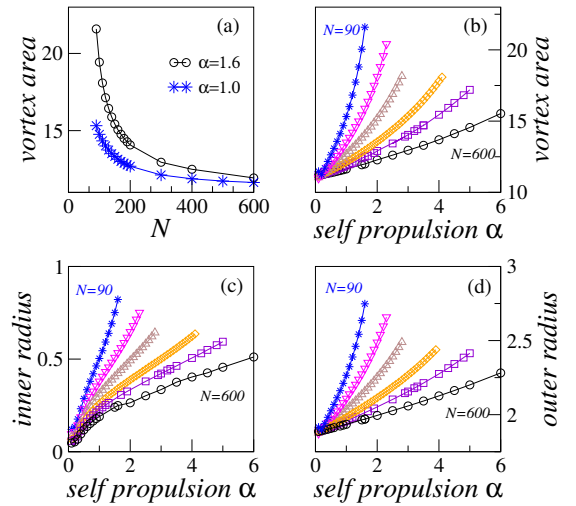 (a)
vortex area
20
15
α=1.6
α=1.0
0 200 400 600
N
(b)
N=90
N=600
20
15
10
vortex area
0 2 4 6
self propulsion α
(c)
N=90
N=600
inner radius
1
0.5
0
0 2 4 6
self propulsion α
(d)
N=90
N=600
3
2.5
2
outer radius
0 2 4 6
self propulsion α